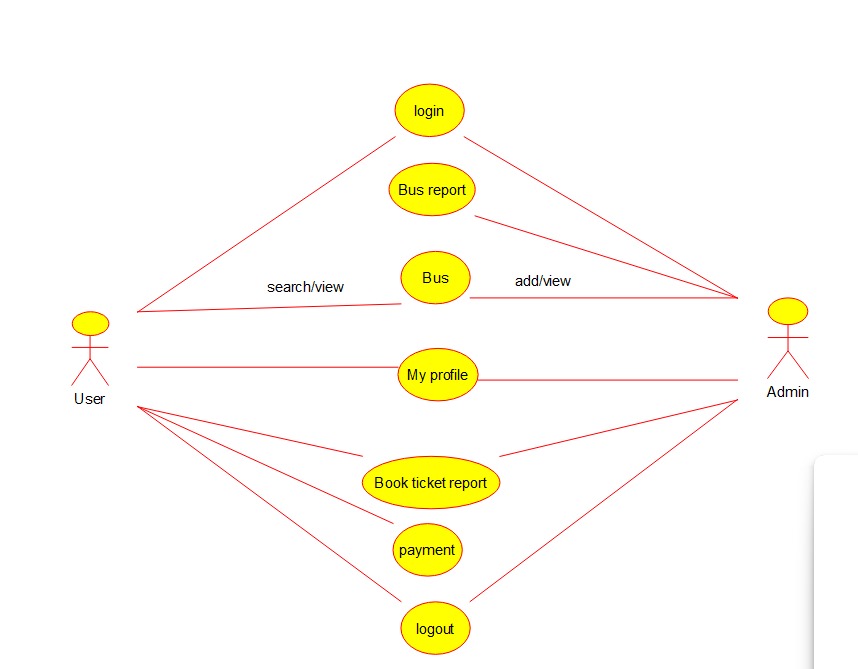 login
Bus report
Bus
search/view
add/view
My profile
User
Admin
Book ticket report
payment
logout